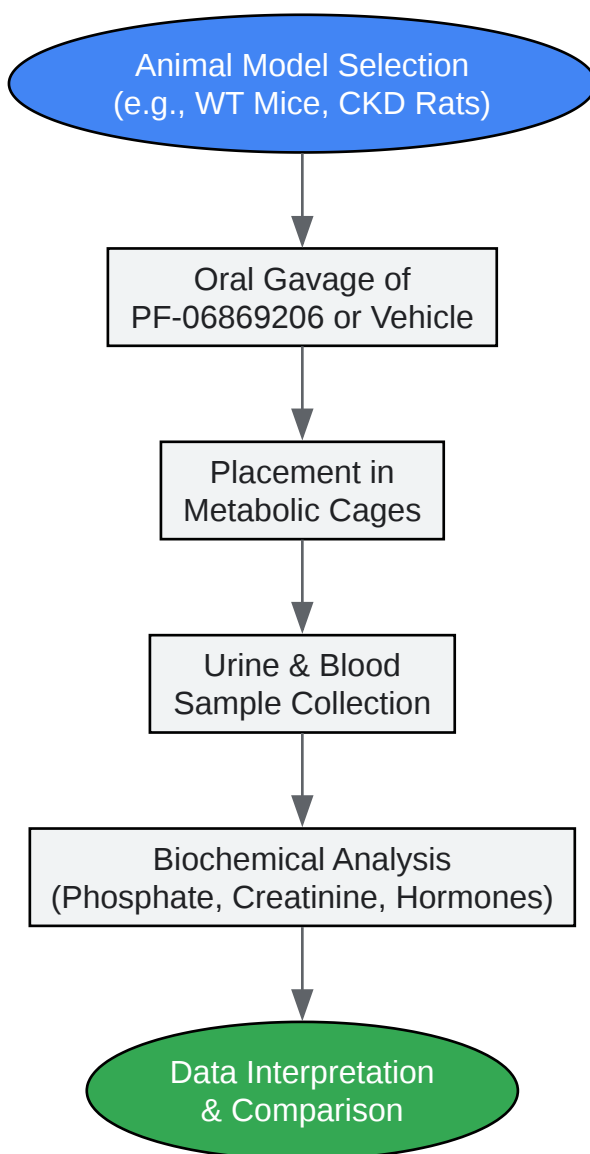 Animal Model Selection
(e.g., WT Mice, CKD Rats)
Oral Gavage of
PF-06869206 or Vehicle
Placement in
Metabolic Cages
Urine & Blood
Sample Collection
Biochemical Analysis
(Phosphate, Creatinine, Hormones)
Data Interpretation
& Comparison